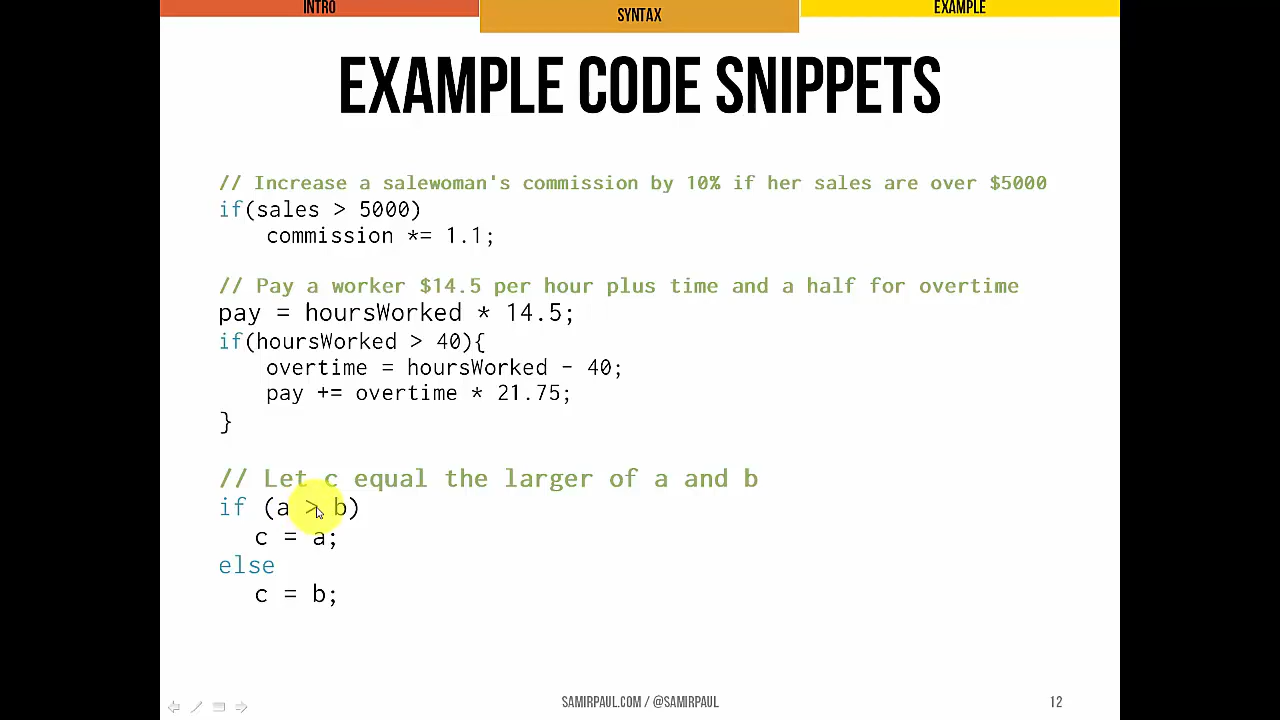 INTRO
SYNTAX
EXAMPLE
EXAMPLE CODE SNIPPETS
// Increase a salewoman's commission by 10% if her sales are over $5000
if(sales > 5000)
commission *= 1.1;
// Pay a worker $14.5 per hour plus time and a half for overtime
pay = hoursWorked * 14.5;
if(hoursWorked > 40){
overtime = hoursWorked - 40;
pay += overtime * 21.75;
}
// Let c equal the larger of a and b
if (a > b)
c = a;
else
c = b;
SAMIRPAUL.COM / @SAMIRPAUL
12